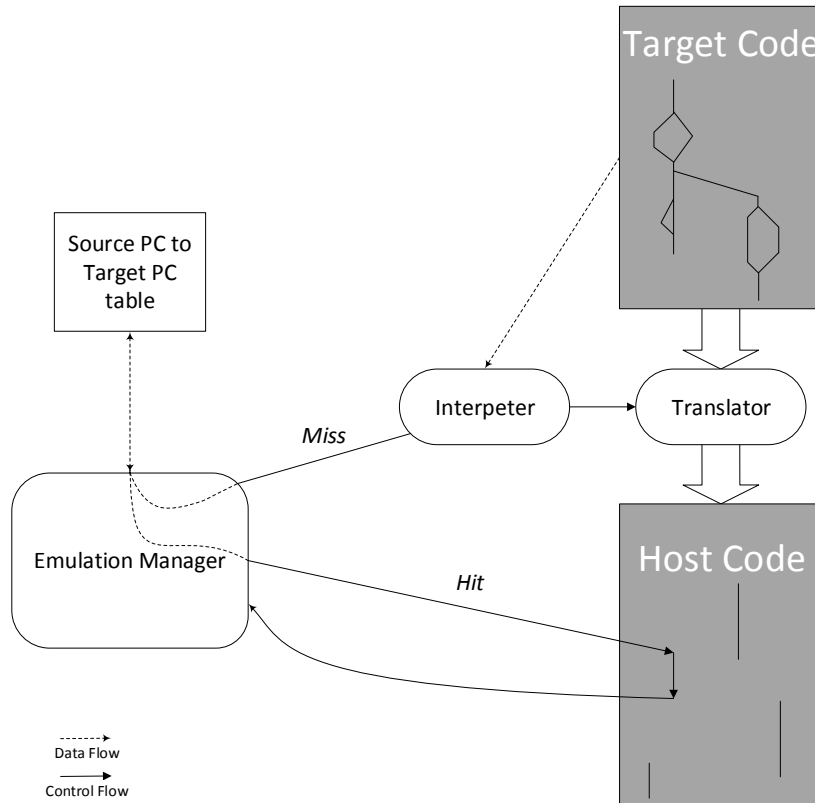 Target Code
Source PC to
Target PC
table
Interpeter
Translator
Miss
Emulation Manager
Hit
Host Code
Data Flow
Control Flow